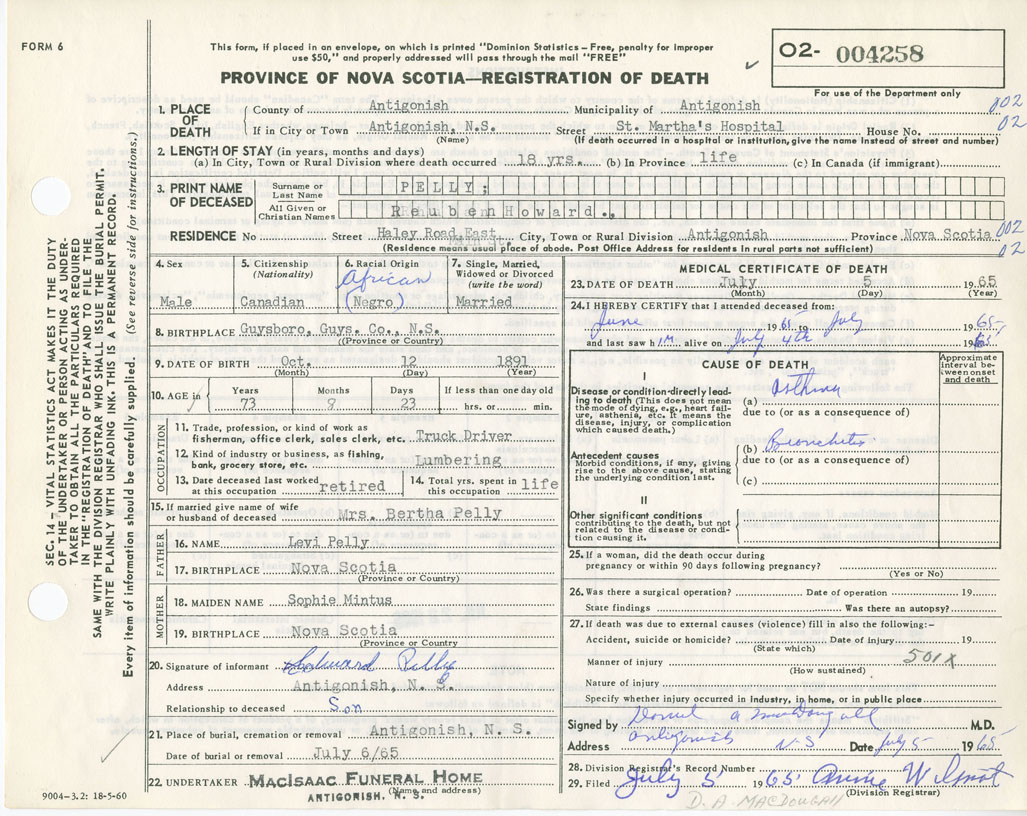 FORM 6
This form, if placed in an envelope, on which is printed "Dominion Statistics – Free, penalty for improper
use $50," and properly addressed will pass through the mail "FREE"
PROVINCE OF NOVA SCOTIA—REGISTRATION OF DEATH
O2- 004258
For use of the Department only
1. PLACE OF DEATH
County of Antigonish Municipality of Antigonish 002
If in City or Town Antigonish, N.S. Street St. Martha's Hospital House No. 02
(Name) (If death occurred in a hospital or institution, give the name instead of street and number)
2. LENGTH OF STAY (in years, months and days)
(a) In City, Town or Rural Division where death occurred 18 yrs. (b) In Province life (c) In Canada (if immigrant)
3. PRINT NAME OF DECEASED
Surname or Last Name PELLY;
All Given or Christian Names Reuben Howard.,
RESIDENCE No Street Haley Road East, City, Town or Rural Division Antigonish Province Nova Scotia 002
(Residence means usual place of abode. Post Office Address for residents in rural parts not sufficient) 02
4. Sex
Male
5. Citizenship
(Nationality)
Canadian
6. Racial Origin
African
(Negro)
7. Single, Married,
Widowed or Divorced
(write the word)
Married
8. BIRTHPLACE Guysboro, Guys. Co., N.S.
(Province or Country)
9. DATE OF BIRTH Oct. 12 1891
(Month) (Day) (Year)
10. AGE in
Years 73
Months 8
Days 23
If less than one day old
hrs. or min.
OCCUPATION
11. Trade, profession, or kind of work as
fisherman, office clerk, sales clerk, etc. Truck Driver
12. Kind of industry or business, as fishing,
bank, grocery store, etc. Lumbering
13. Date deceased last worked
at this occupation retired
14. Total yrs. spent in
this occupation life
15. If married give name of wife
or husband of deceased Mrs. Bertha Pelly
FATHER
16. NAME Levi Pelly
17. BIRTHPLACE Nova Scotia
(Province or Country)
MOTHER
18. MAIDEN NAME Sophie Mintus
19. BIRTHPLACE Nova Scotia
(Province or Country)
20. Signature of informant Edward Pelly
Address Antigonish, N. S.
Relationship to deceased Son
21. Place of burial, cremation or removal Antigonish, N. S.
Date of burial or removal July 6/65
22. UNDERTAKER MACISAAC FUNERAL HOME
(Name and address)
ANTIGONISH, N. S.
9004-3.2: 18-5-60
MEDICAL CERTIFICATE OF DEATH
23. DATE OF DEATH July 5 1965
(Month) (Day) (Year)
24. I HEREBY CERTIFY that I attended deceased from:
June 1965 to July 1965
and last saw him alive on July 4th 1965
CAUSE OF DEATH
Approximate
interval be-
tween onset
and death
I
Disease or condition directly lead-
ing to death (This does not mean
the mode of dying, e.g., heart fail-
ure, asthenia, etc. It means the
disease, injury, or complication
which caused death.)
(a) Asthma
due to (or as a consequence of)
Antecedent causes
Morbid conditions, if any, giving
rise to the above cause, stating
the underlying condition last.
(b) Bronchitis
due to (or as a consequence of)
(c)
II
Other significant conditions
contributing to the death, but not
related to the disease or condi-
tion causing it.
25. If a woman, did the death occur during
pregnancy or within 90 days following pregnancy?
(Yes or No)
26. Was there a surgical operation? Date of operation 19
State findings Was there an autopsy?
27. If death was due to external causes (violence) fill in also the following:-
Accident, suicide or homicide? Date of injury 19
(State which)
Manner of injury 501X
(How sustained)
Nature of injury
Specify whether injury occurred in industry, in home, or in public place
Signed by Daniel A MacDougall M.D.
Address Antigonish N S Date July 5 1965
28. Division Registrar's Record Number
29. Filed July 5 1965 Annie Wilmot
(Division Registrar)
D. A. MACDOUGALL
SEC. 14 – VITAL STATISTICS ACT MAKES IT THE DUTY
OF THE UNDERTAKER OR PERSON ACTING AS UNDER-
TAKER TO OBTAIN ALL THE PARTICULARS REQUIRED
IN THE "REGISTRATION OF DEATH" AND TO FILE THE
SAME WITH THE DIVISION REGISTRAR WHO SHALL ISSUE THE BURIAL PERMIT.
WRITE PLAINLY WITH UNFADING INK. THIS IS A PERMANENT RECORD.
Every item of information should be carefully supplied. (See reverse side for instructions.)